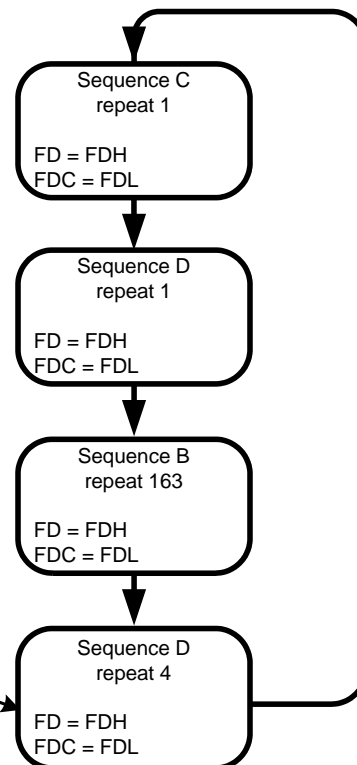 Sequence C
repeat 1
FD = FDH
FDC = FDL
Sequence D
repeat 1
FD = FDH
FDC = FDL
Sequence B
repeat 163
FD = FDH
FDC = FDL
Sequence D
repeat 4
FD = FDH
FDC = FDL